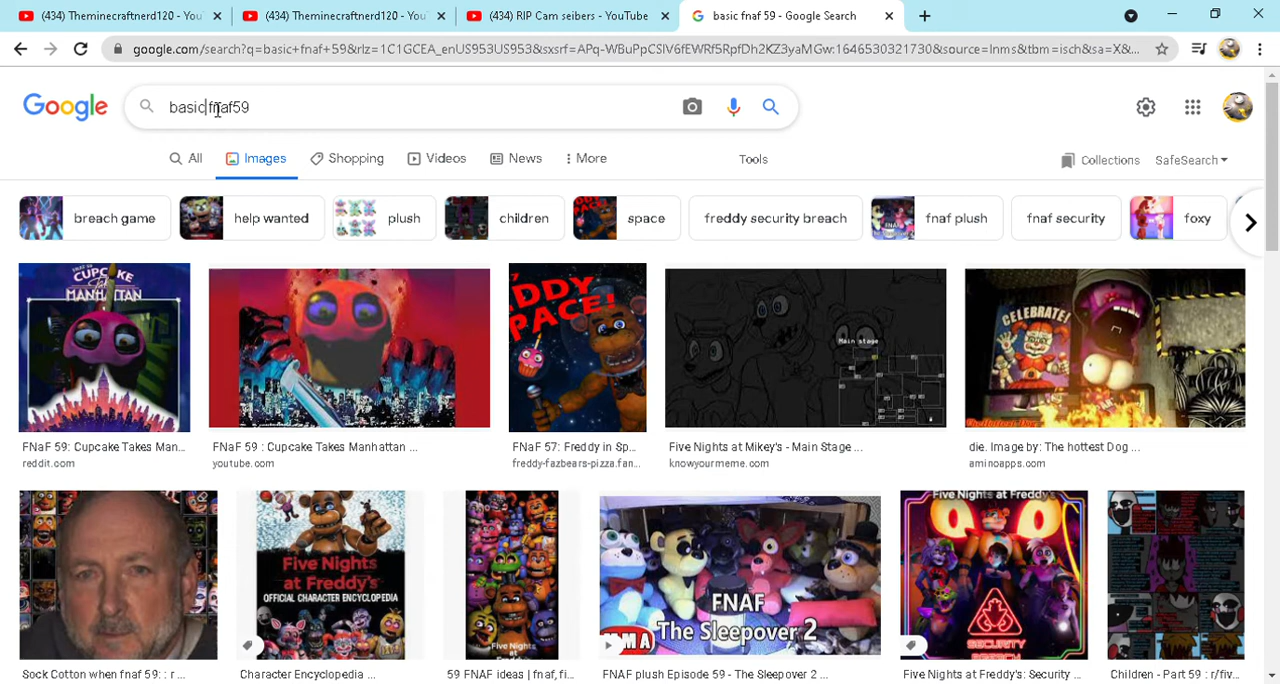 (434) Theminecraftnerd120 - You
(434) Theminecraftnerd120 - You
(434) RIP Cam seibers - YouTube
basic fnaf 59 - Google Search
google.com/search?q=basic+fnaf+59&rlz=1C1GCEA_enUS953US953&sxsrf=APq-WBuPpCSlV6fEWRf5RpfDh2KZ3yaMGw:1646530321730&source=lnms&tbm=isch&sa=X&...
Google
basic fnaf59
All
Images
Shopping
Videos
News
More
Tools
Collections
SafeSearch
breach game
help wanted
plush
children
space
freddy security breach
fnaf plush
fnaf security
foxy
CUPCAKE
MANHATTAN
DDY
PACE!
Main stage
CELEBRATE!
FNaF 59: Cupcake Takes Man...
reddit.com
FNaF 59 : Cupcake Takes Manhattan ...
youtube.com
FNaF 57: Freddy in Sp...
freddy-fazbears-pizza.fan...
Five Nights at Mikey's - Main Stage ...
knowyourmeme.com
die. Image by: The hottest Dog ...
aminoapps.com
Five Nights
at Freddy's
OFFICIAL CHARACTER ENCYCLOPEDIA
Five Nights
FNAF
The Sleepover 2
Five Nights at Freddy's
SECURITY
BREACH
Sock Cotton when fnaf 59: : r ...
Character Encyclopedia ...
59 FNAF ideas | fnaf, fi...
FNAF plush Episode 59 - The Sleepover 2 ...
Five Nights at Freddy's: Security ...
Children - Part 59 : r/fiv...